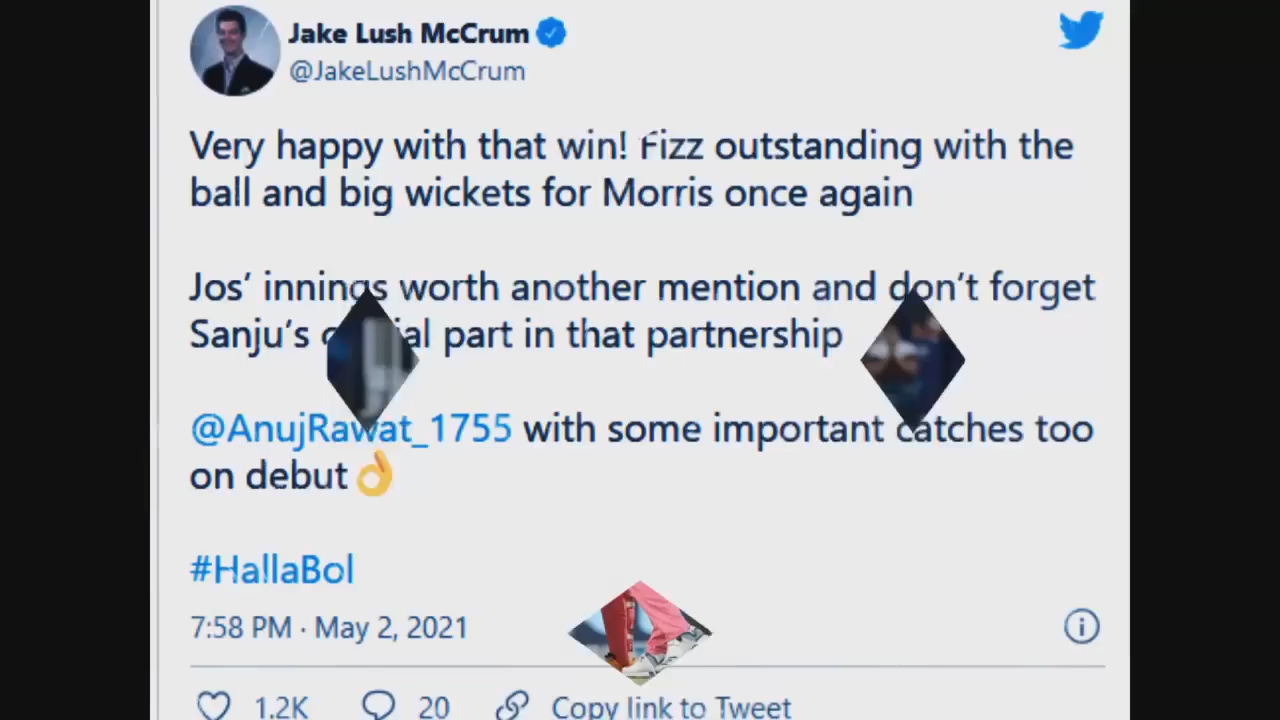 Jake Lush McCrum
@JakeLushMcCrum
Very happy with that win! Fizz outstanding with the
ball and big wickets for Morris once again
Jos’ innings worth another mention and don’t forget
Sanju’s part in that partnership
@AnujRawat_1755 with some important catches too
on debut👌
#HallaBol
7:58 PM · May 2, 2021
1.2K 20 Copy link to Tweet